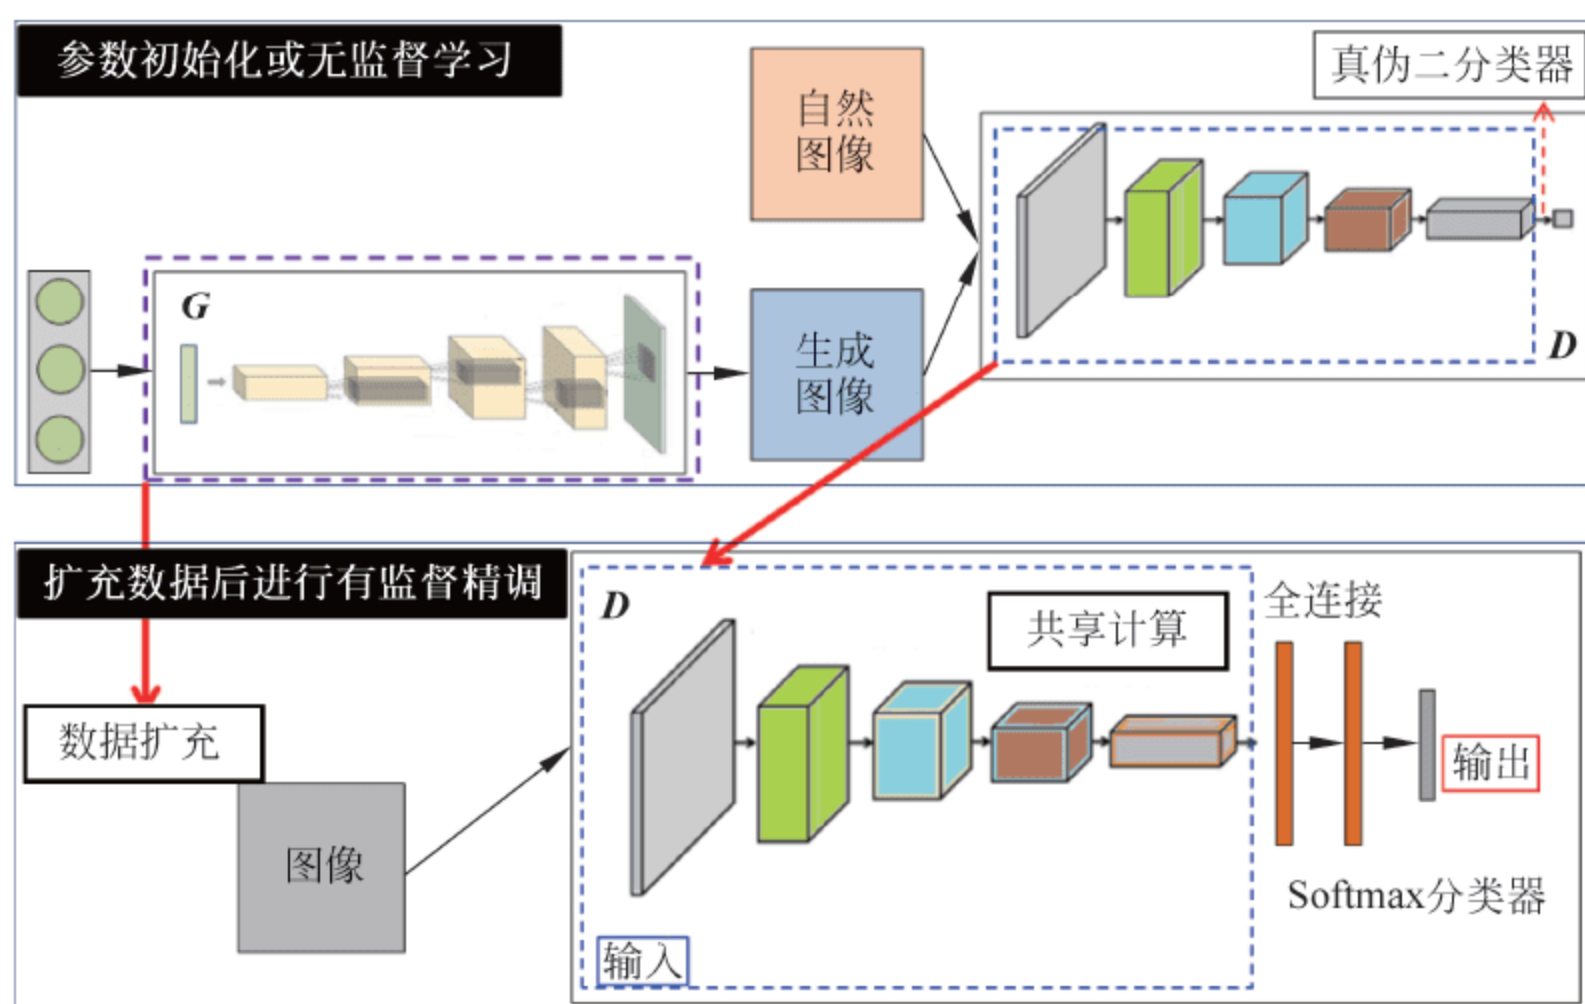 参数初始化或无监督学习
真伪二分类器
自然
图像
G
生成
图像
D
扩充数据后进行有监督精调
D
共享计算
全连接
数据扩充
图像
输出
Softmax分类器
输入